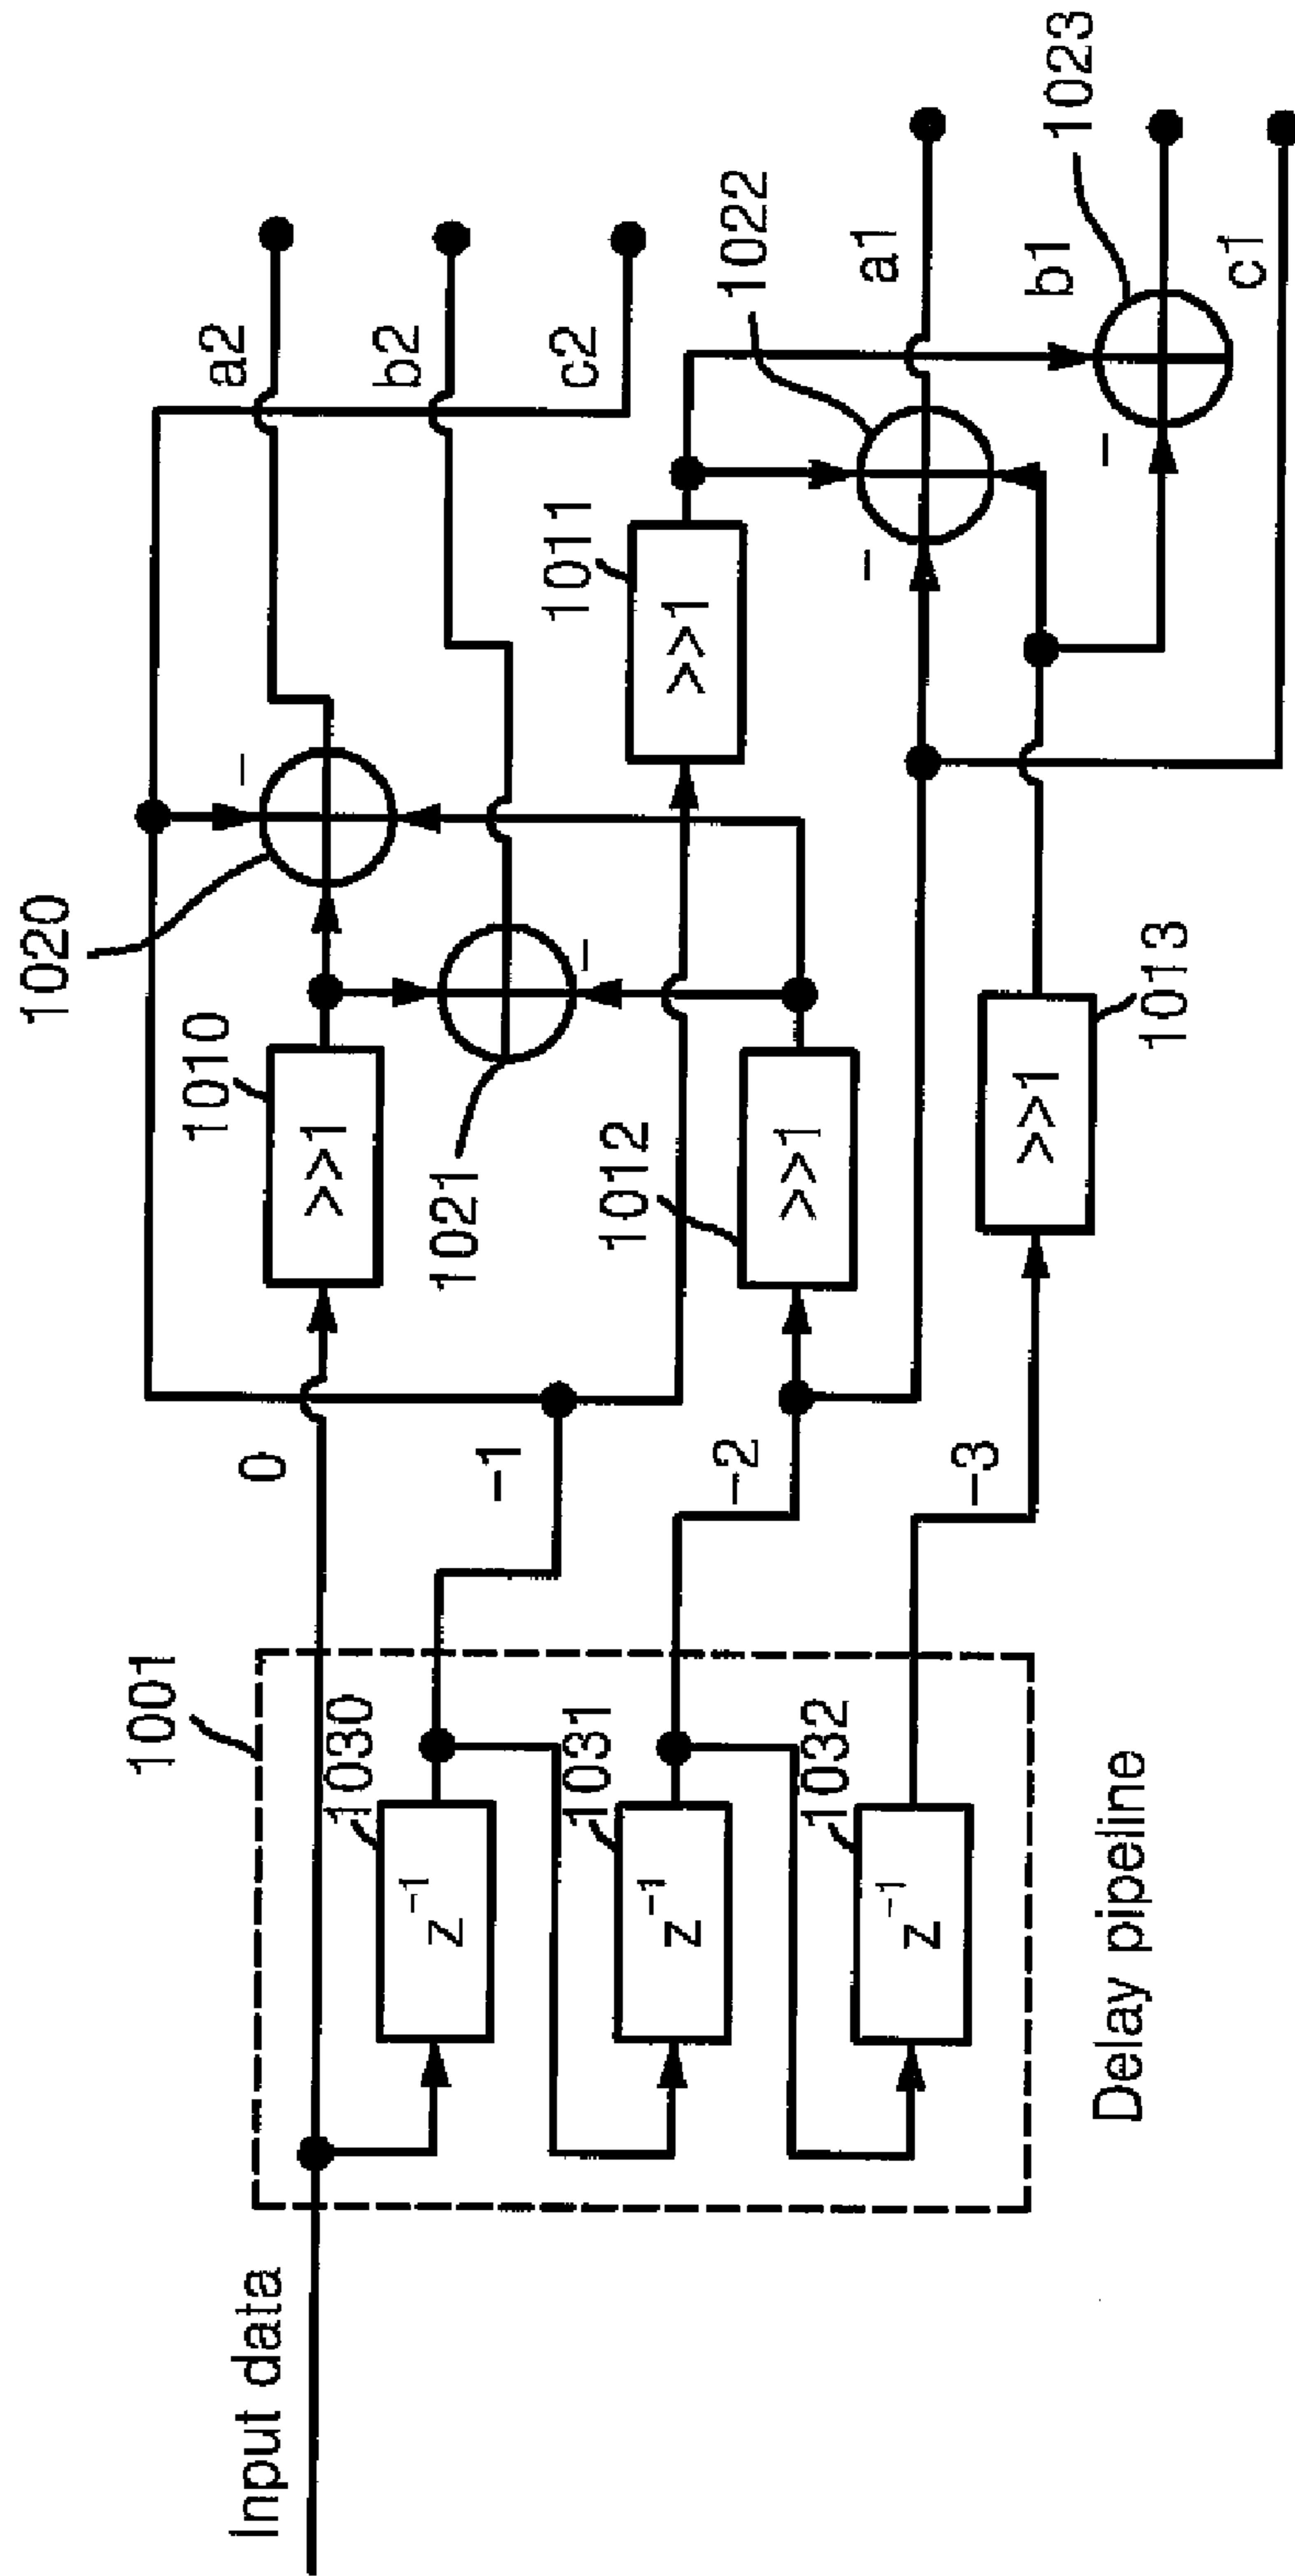 Input data
1001
1030
z⁻¹
1031
z⁻¹
1032
z⁻¹
Delay pipeline
0
-1
-2
-3
1010
>>1
1012
>>1
1013
>>1
1011
>>1
1020
-
1021
-
1022
-
1023
-
a2
b2
c2
a1
b1
c1